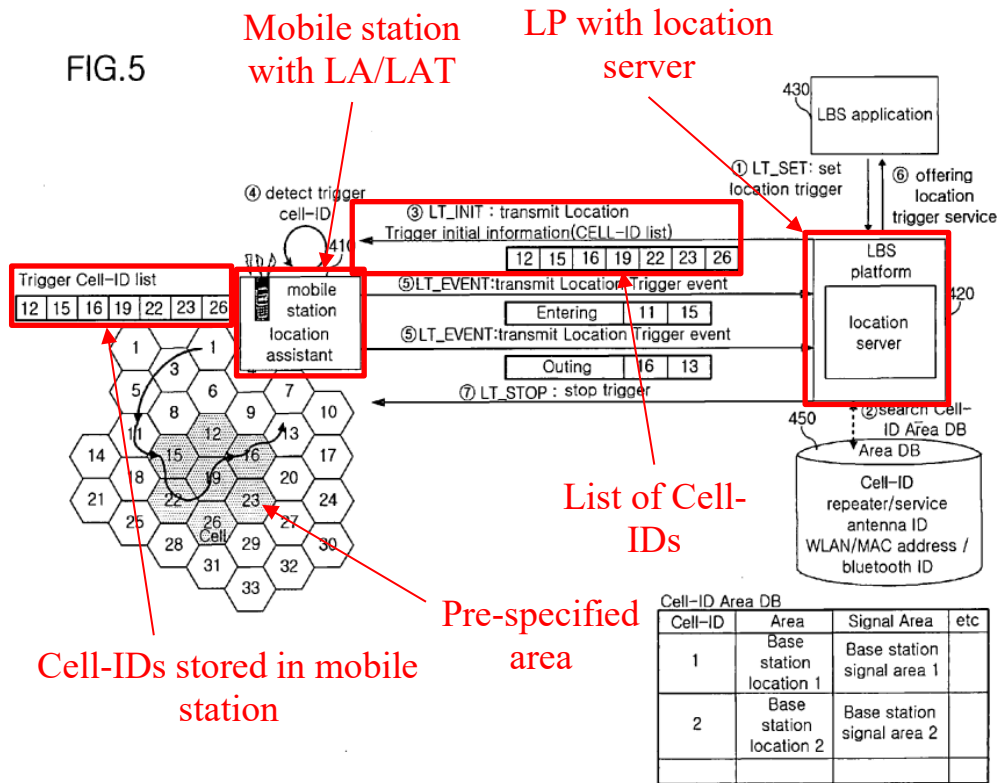 FIG.5
Mobile station
with LA/LAT
LP with location
server
430
LBS application
① LT_SET: set
location trigger
⑥ offering
location
trigger service
④ detect trigger
cell-ID
410
③ LT_INIT : transmit Location
Trigger initial information(CELL-ID list)
12 15 16 19 22 23 26
Trigger Cell-ID list
12 15 16 19 22 23 26
mobile
station
location
assistant
⑤LT_EVENT:transmit Location Trigger event
Entering 11 15
⑤LT_EVENT:transmit Location Trigger event
Outing 16 13
⑦ LT_STOP : stop trigger
LBS
platform
location
server
420
②search Cell-
ID Area DB
450
Area DB
Cell-ID
repeater/service
antenna ID
WLAN/MAC address /
bluetooth ID
1 1
3
5 6 7
8 9 10
11 12 13
14 15 16 17
18 19 20
21 22 23 24
25 26 27
Cell
28 29 30
31 32
33
List of Cell-
IDs
Pre-specified
area
Cell-IDs stored in mobile
station
Cell-ID Area DB
Cell-ID Area Signal Area etc
1 Base station location 1 Base station signal area 1
2 Base station location 2 Base station signal area 2